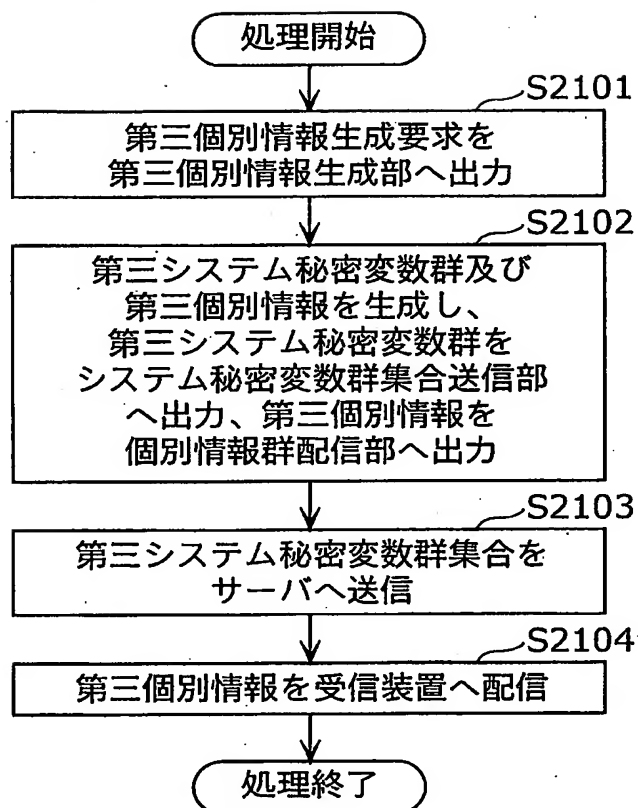 処理開始
S2101
第三個別情報生成要求を
第三個別情報生成部へ出力
S2102
第三システム秘密変数群及び
第三個別情報を生成し、
第三システム秘密変数群を
システム秘密変数群集合送信部
へ出力、第三個別情報を
個別情報群配信部へ出力
S2103
第三システム秘密変数群集合を
サーバへ送信
S2104
第三個別情報を受信装置へ配信
処理終了